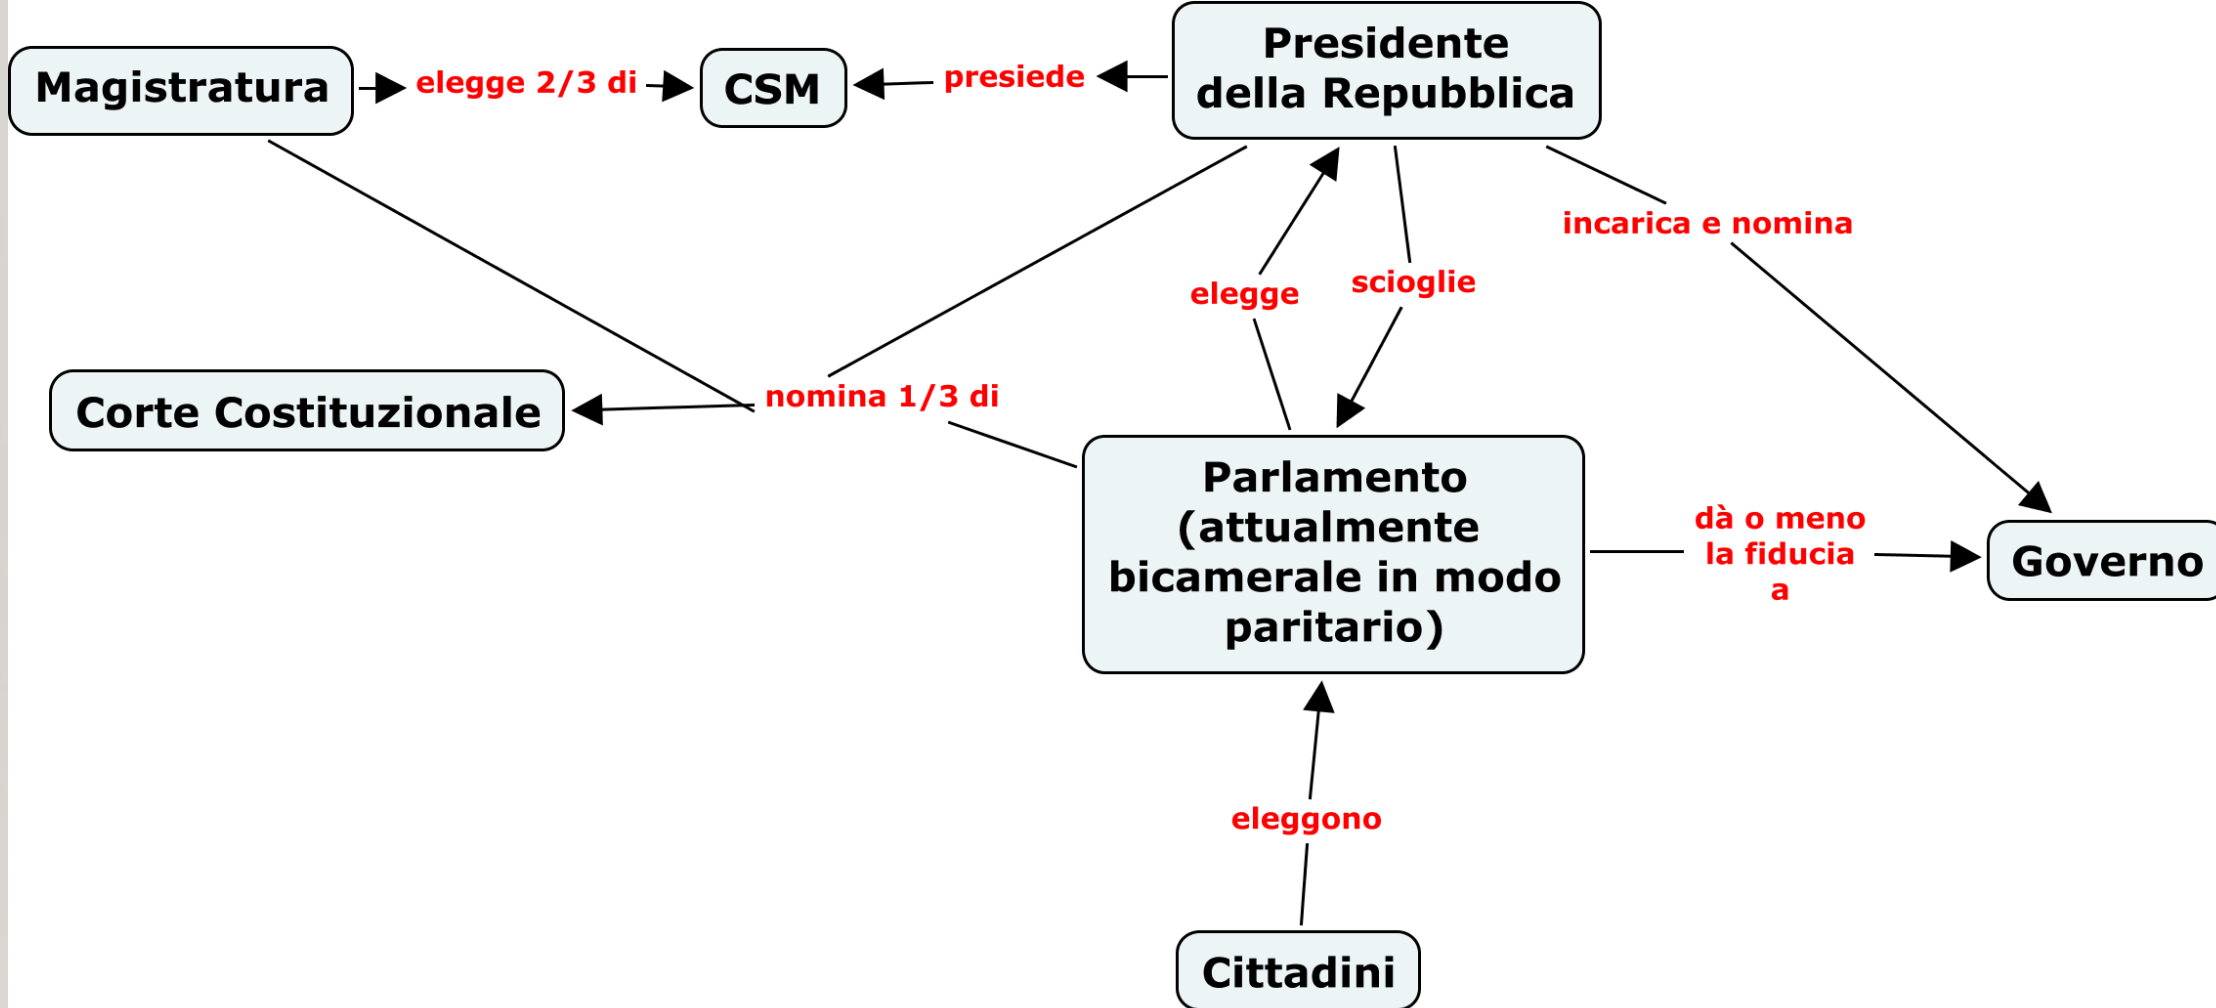 Magistratura
elegge 2/3 di
CSM
presiede
Presidente
della Repubblica
incarica e nomina
elegge
scioglie
Corte Costituzionale
nomina 1/3 di
Parlamento
(attualmente
bicamerale in modo
paritario)
dà o meno
la fiducia
a
Governo
eleggono
Cittadini